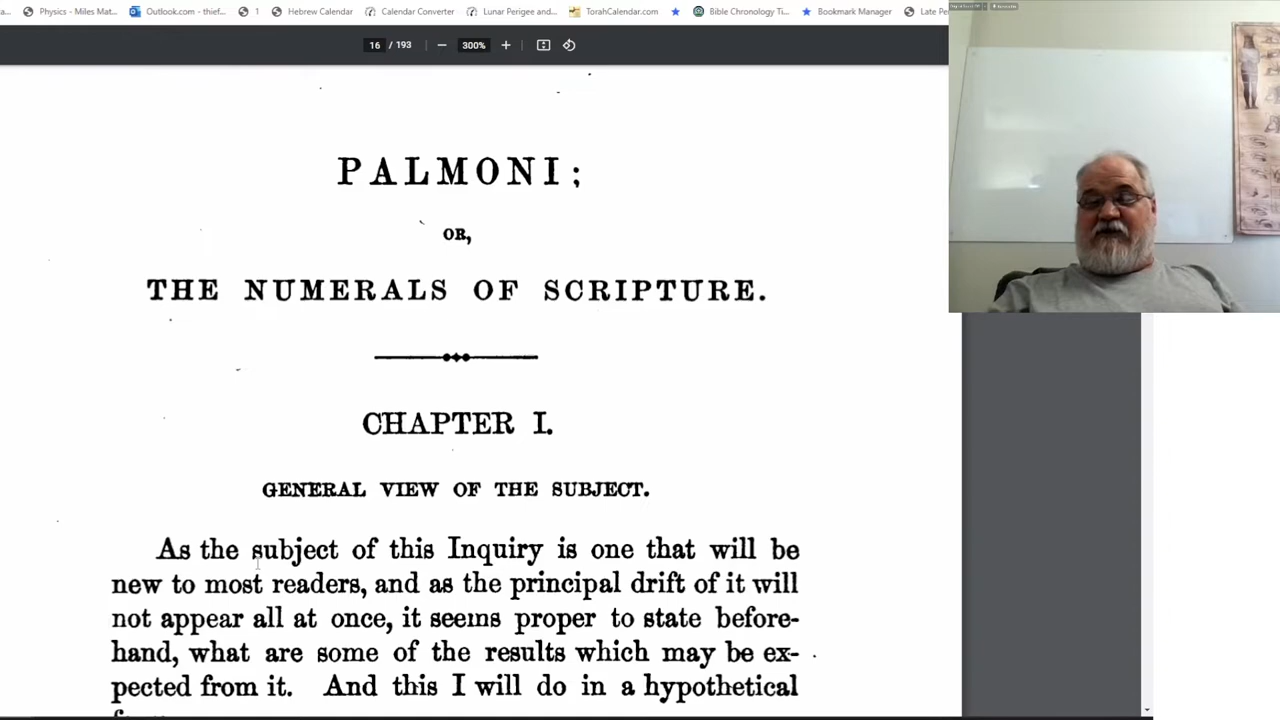 Physics - Miles Mat...
Outlook.com - thief...
1
Hebrew Calendar
Calendar Converter
Lunar Perigee and...
TorahCalendar.com
Bible Chronology Ti...
Bookmark Manager
Late Pe
16 / 193
300%
PALMONI;
OR,
THE NUMERALS OF SCRIPTURE.
CHAPTER I.
GENERAL VIEW OF THE SUBJECT.
As the subject of this Inquiry is one that will be
new to most readers, and as the principal drift of it will
not appear all at once, it seems proper to state before-
hand, what are some of the results which may be ex-
pected from it. And this I will do in a hypothetical